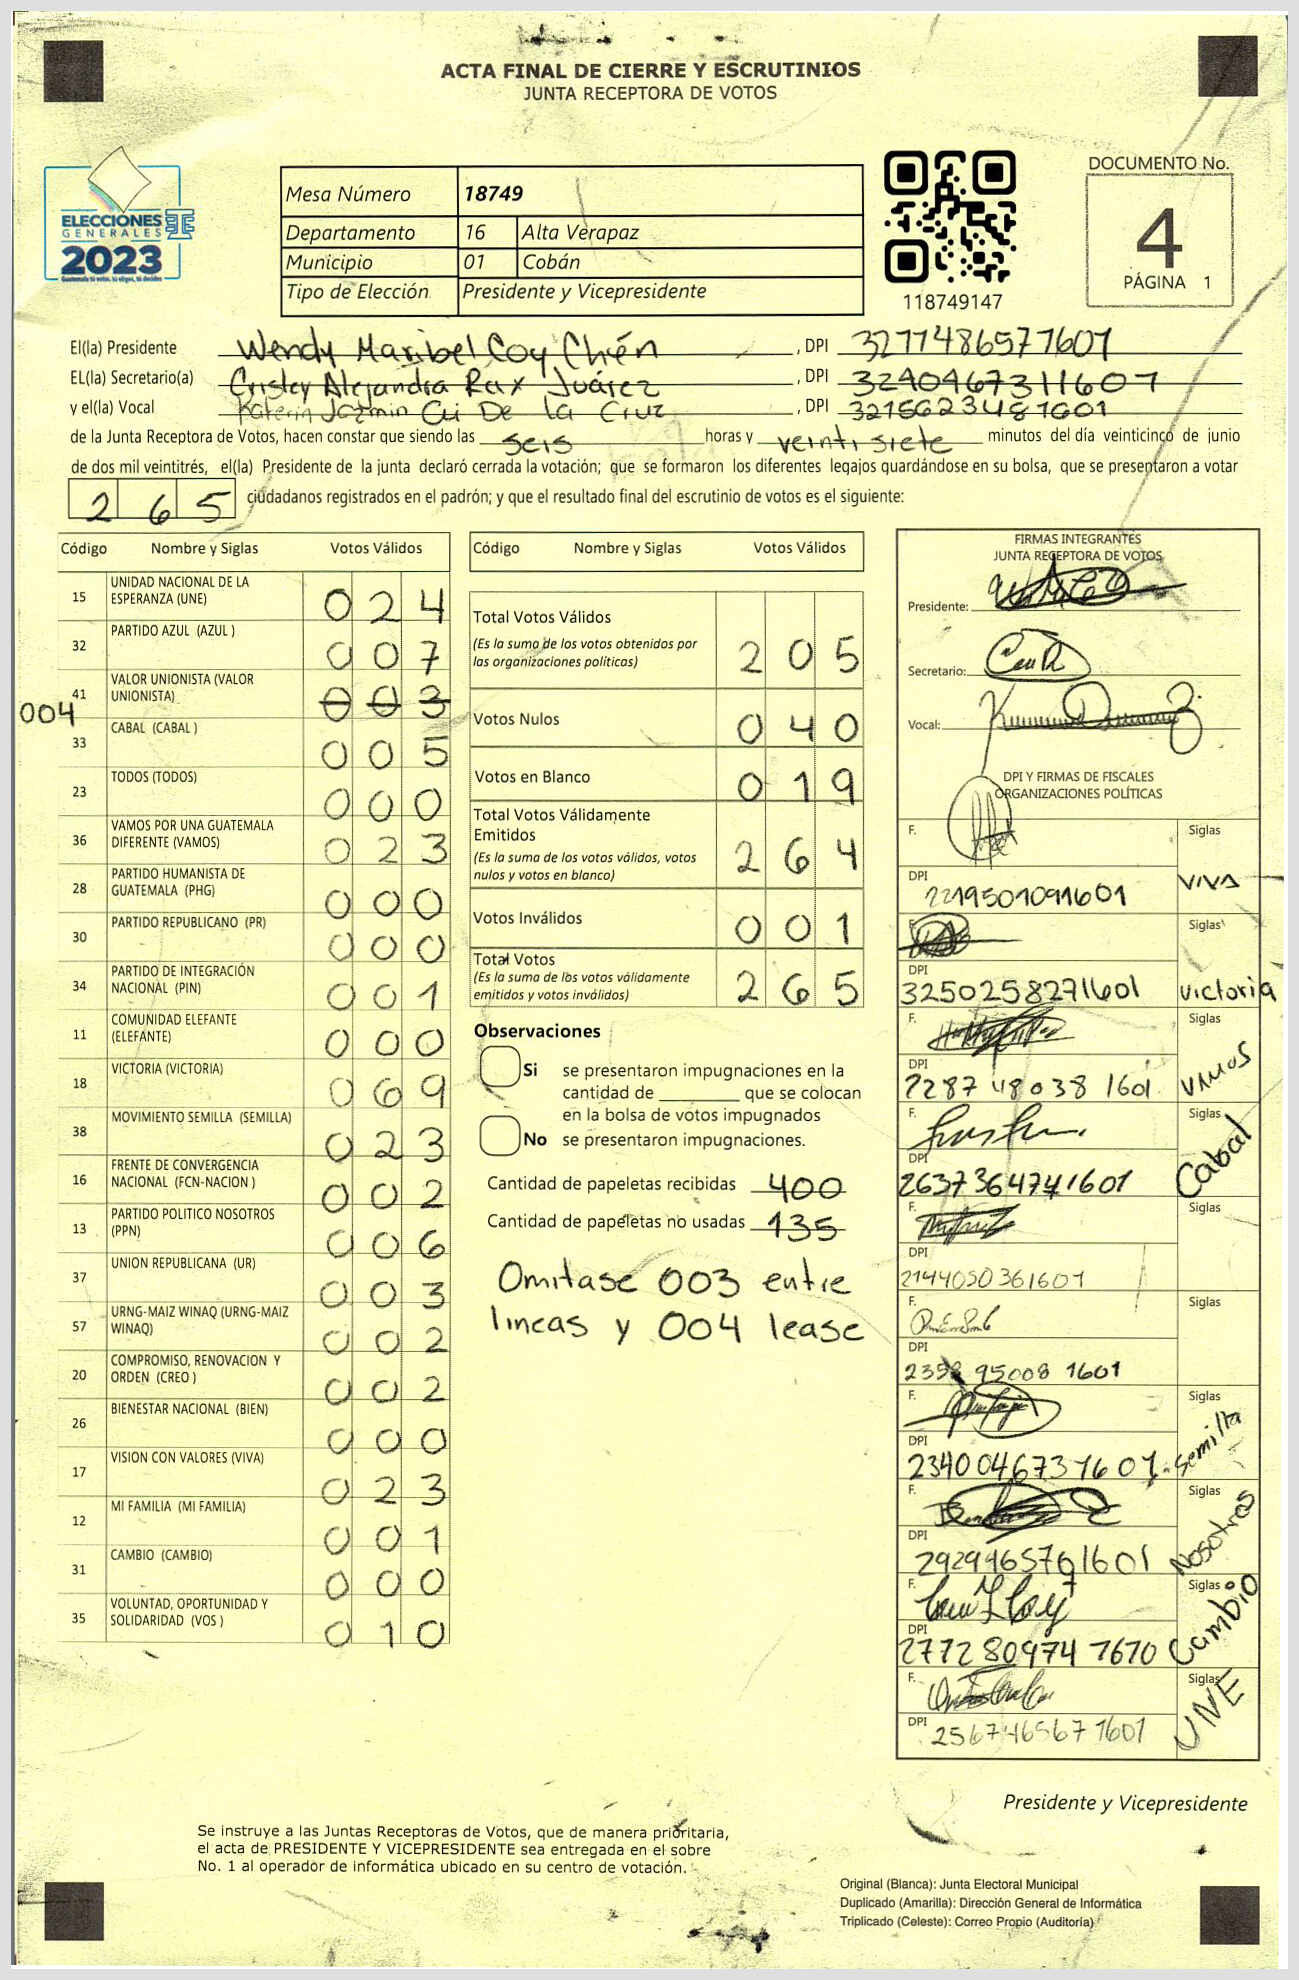 ACTA FINAL DE CIERRE Y ESCRUTINIOS
JUNTA RECEPTORA DE VOTOS
ELECCIONES
GENERALES
2023
Mesa Número 18749
Departamento 16 Alta Verapaz
Municipio 01 Cobán
Tipo de Elección Presidente y Vicepresidente
118749147
DOCUMENTO No.
4
PÁGINA 1
El(la) Presidente Wendy Maribel Coy Chén , DPI 3277486577607
EL(la) Secretario(a) Crisley Alejandra Rax Juárez , DPI 3240467311607
y el(la) Vocal Katerin Jazmin Cú De la Cruz , DPI 3215623481601
de la Junta Receptora de Votos, hacen constar que siendo las seis horas y veintisiete minutos del día veinticinco de junio
de dos mil veintitrés, el(la) Presidente de la junta declaró cerrada la votación; que se formaron los diferentes legajos quardándose en su bolsa, que se presentaron a votar
265 ciudadanos registrados en el padrón; y que el resultado final del escrutinio de votos es el siguiente:
Código Nombre y Siglas Votos Válidos
15 UNIDAD NACIONAL DE LA ESPERANZA (UNE) 024
32 PARTIDO AZUL (AZUL ) 007
41 VALOR UNIONISTA (VALOR UNIONISTA) 003
004
33 CABAL (CABAL ) 005
23 TODOS (TODOS) 000
36 VAMOS POR UNA GUATEMALA DIFERENTE (VAMOS) 023
28 PARTIDO HUMANISTA DE GUATEMALA (PHG) 000
30 PARTIDO REPUBLICANO (PR) 000
34 PARTIDO DE INTEGRACIÓN NACIONAL (PIN) 001
11 COMUNIDAD ELEFANTE (ELEFANTE) 000
18 VICTORIA (VICTORIA) 069
38 MOVIMIENTO SEMILLA (SEMILLA) 023
16 FRENTE DE CONVERGENCIA NACIONAL (FCN-NACION ) 002
13 PARTIDO POLITICO NOSOTROS (PPN) 006
37 UNION REPUBLICANA (UR) 003
57 URNG-MAIZ WINAQ (URNG-MAIZ WINAQ) 002
20 COMPROMISO, RENOVACION Y ORDEN (CREO ) 002
26 BIENESTAR NACIONAL (BIEN) 000
17 VISION CON VALORES (VIVA) 023
12 MI FAMILIA (MI FAMILIA) 001
31 CAMBIO (CAMBIO) 000
35 VOLUNTAD, OPORTUNIDAD Y SOLIDARIDAD (VOS ) 010
Código Nombre y Siglas Votos Válidos
Total Votos Válidos 205
(Es la suma de los votos obtenidos por
las organizaciones políticas)
Votos Nulos 040
Votos en Blanco 019
Total Votos Válidamente
Emitidos 264
(Es la suma de los votos válidos, votos
nulos y votos en blanco)
Votos Inválidos 001
Total Votos 265
(Es la suma de los votos válidamente
emitidos y votos inválidos)
Observaciones
Si se presentaron impugnaciones en la
cantidad de ________ que se colocan
en la bolsa de votos impugnados
No se presentaron impugnaciones.
Cantidad de papeletas recibidas 400
Cantidad de papeletas no usadas 135
Omitase 003 entre
lineas y 004 lease
FIRMAS INTEGRANTES
JUNTA RECEPTORA DE VOTOS
Presidente:
Secretario:
Vocal:
DPI Y FIRMAS DE FISCALES
ORGANIZACIONES POLÍTICAS
F. Siglas
DPI 2219501091601 VIVA
F. Siglas
DPI 3250258271601 Victoria
F. Siglas
DPI 2287 48038 1601 VAMOS
F. Siglas
DPI 2637364741601 Cabal
F. Siglas
DPI 2144050361601
F. Siglas
DPI 2358 95008 1601
F. Siglas
DPI 2340046731601 Semilla
F. Siglas
DPI 2929465761601 Nosotros
F. Siglas
DPI 2772 80974 1610 Cambio
F. Siglas
DPI 2567465671601 UNE
Presidente y Vicepresidente
Se instruye a las Juntas Receptoras de Votos, que de manera prioritaria,
el acta de PRESIDENTE Y VICEPRESIDENTE sea entregada en el sobre
No. 1 al operador de informática ubicado en su centro de votación.
Original (Blanca): Junta Electoral Municipal
Duplicado (Amarilla): Dirección General de Informática
Triplicado (Celeste): Correo Propio (Auditoría)